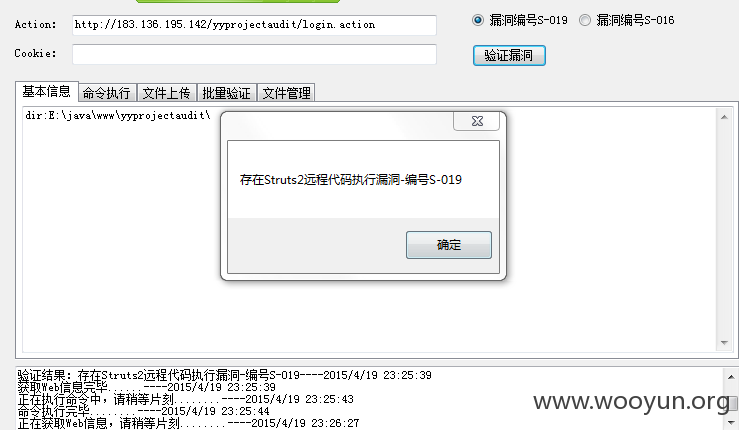 Action: http://183.136.195.142/yyprojectaudit/login.action
漏洞编号S-019 漏洞编号S-016
Cookie:
验证漏洞
基本信息 命令执行 文件上传 批量验证 文件管理
dir:E:\java\www\yyprojectaudit\
存在Struts2远程代码执行漏洞-编号S-019
确定
验证结果: 存在Struts2远程代码执行漏洞-编号S-019----2015/4/19 23:25:39
获取Web信息完毕.......----2015/4/19 23:25:39
正在执行命令中，请稍等片刻........----2015/4/19 23:25:43
命令执行完毕........----2015/4/19 23:25:44
正在获取Web信息，请稍等片刻........----2015/4/19 23:26:27
www.wooyun.org